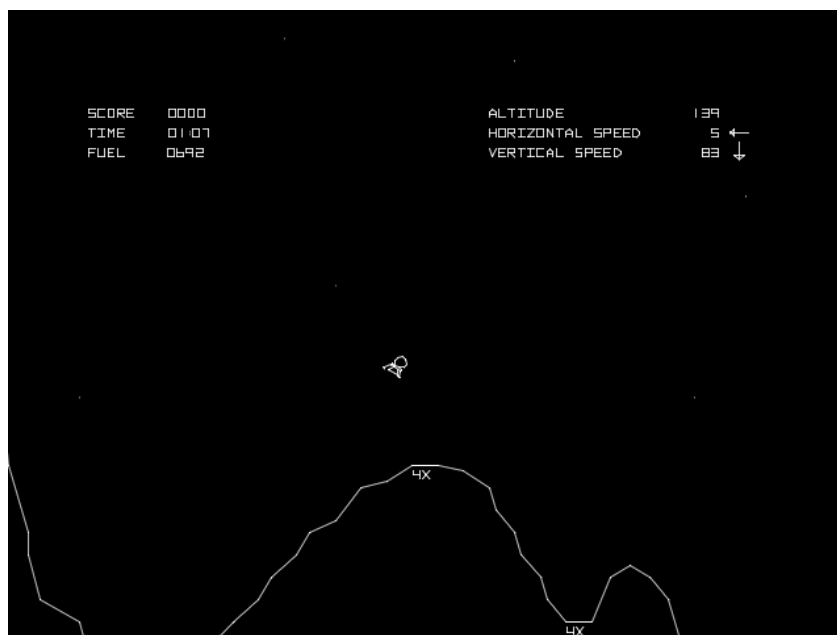 SCORE 0000
TIME 01:07
FUEL 0692
ALTITUDE 139
HORIZONTAL SPEED 5 ←
VERTICAL SPEED 83 ↓
4X
4X